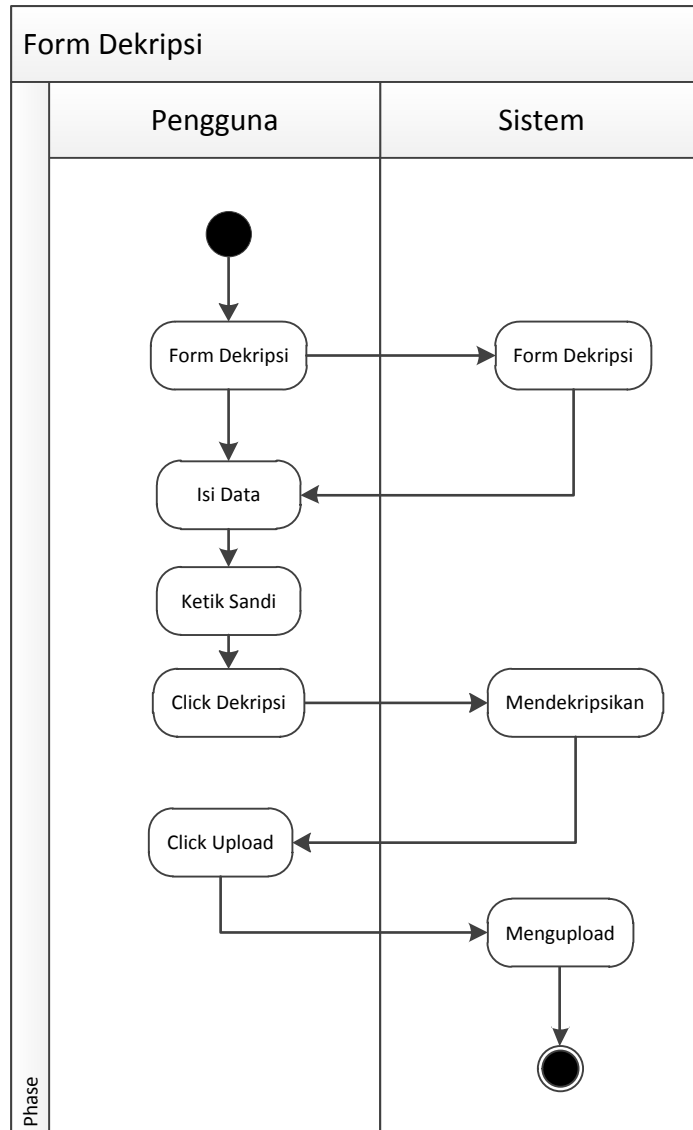 Form Dekripsi
Pengguna
Sistem
Form Dekripsi
Form Dekripsi
Isi Data
Ketik Sandi
Click Dekripsi
Mendekripsikan
Click Upload
Mengupload
Phase